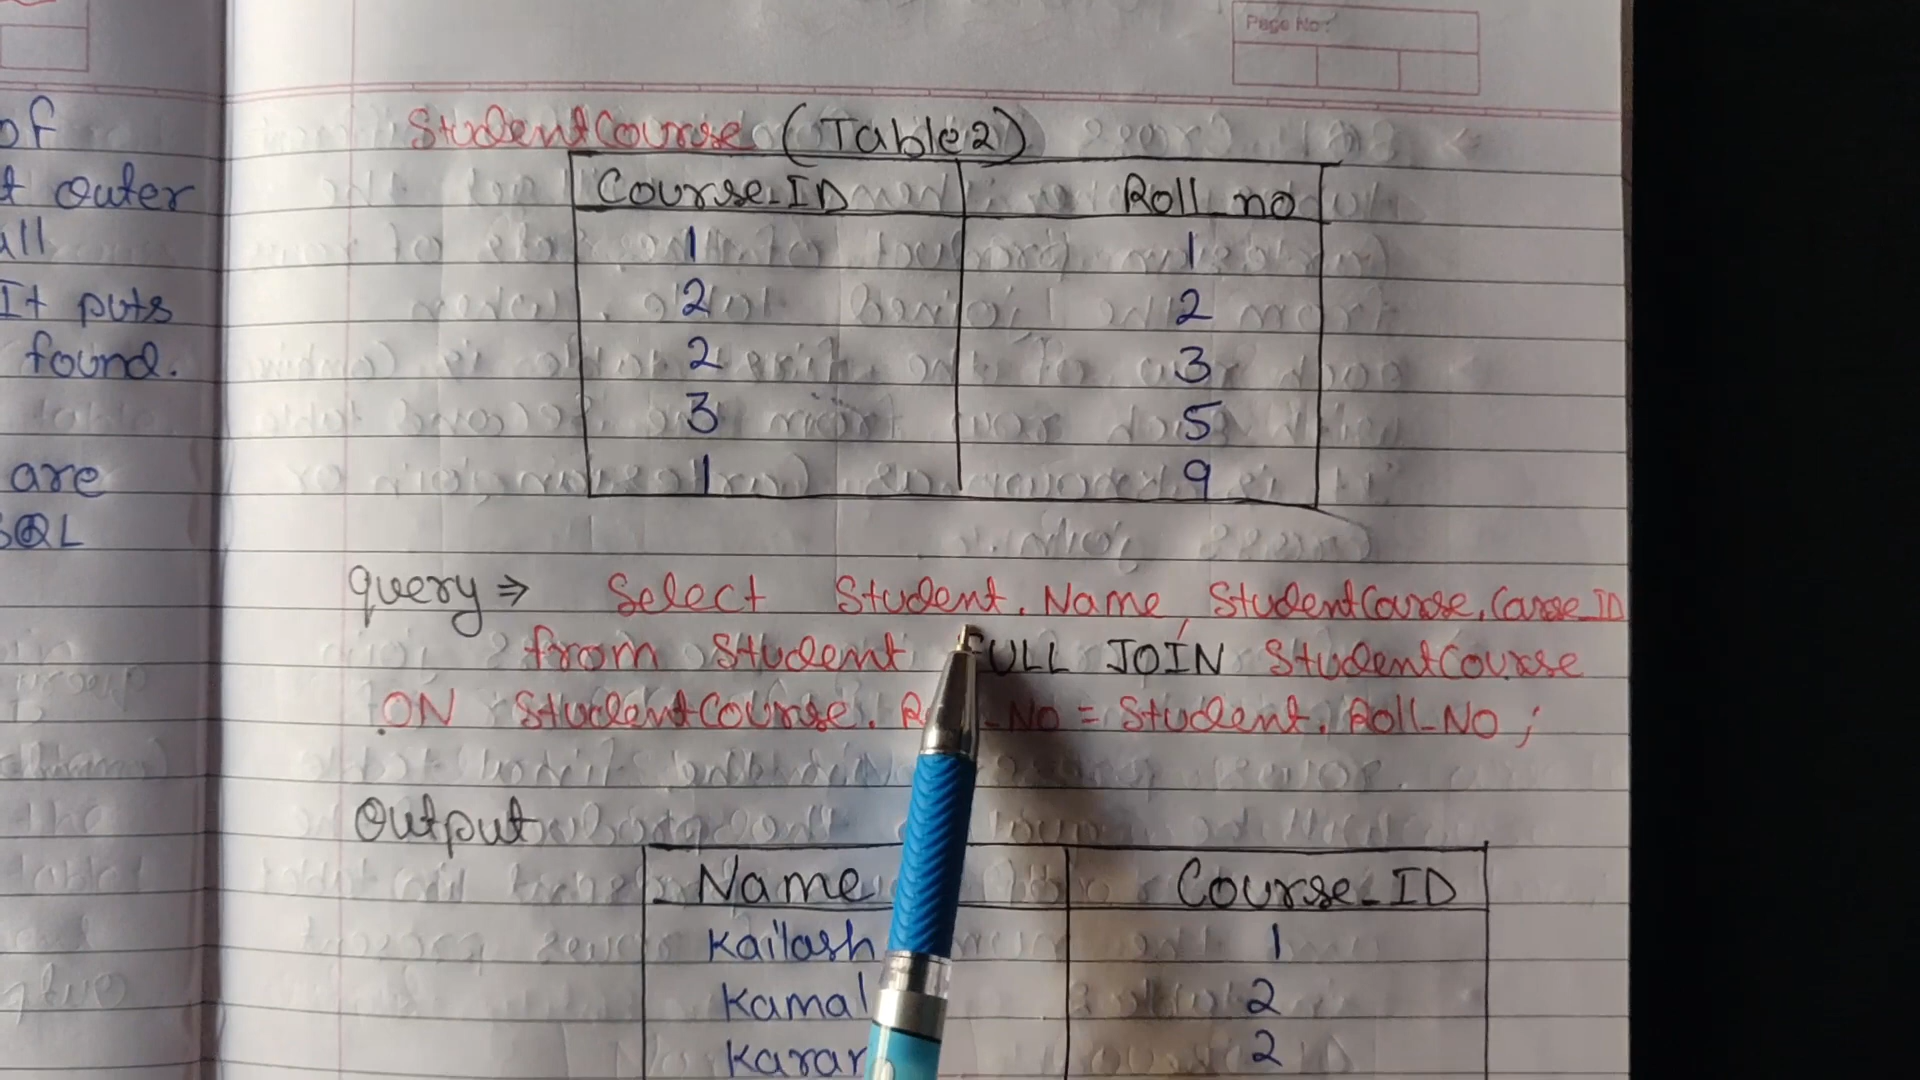 Page No:
of
t outer
all
It puts
found.
are
SQL
StudentCourse (Table2)
Course_ID Roll_no
1 1
2 2
2 3
3 5
1 9
query ⇒ Select Student.Name, StudentCourse.Course_ID
from Student FULL JOIN StudentCourse
ON StudentCourse. _No = Student.Roll_No;
Output
Name Course_ID
Kailash 1
Kamal 2
Karan 2